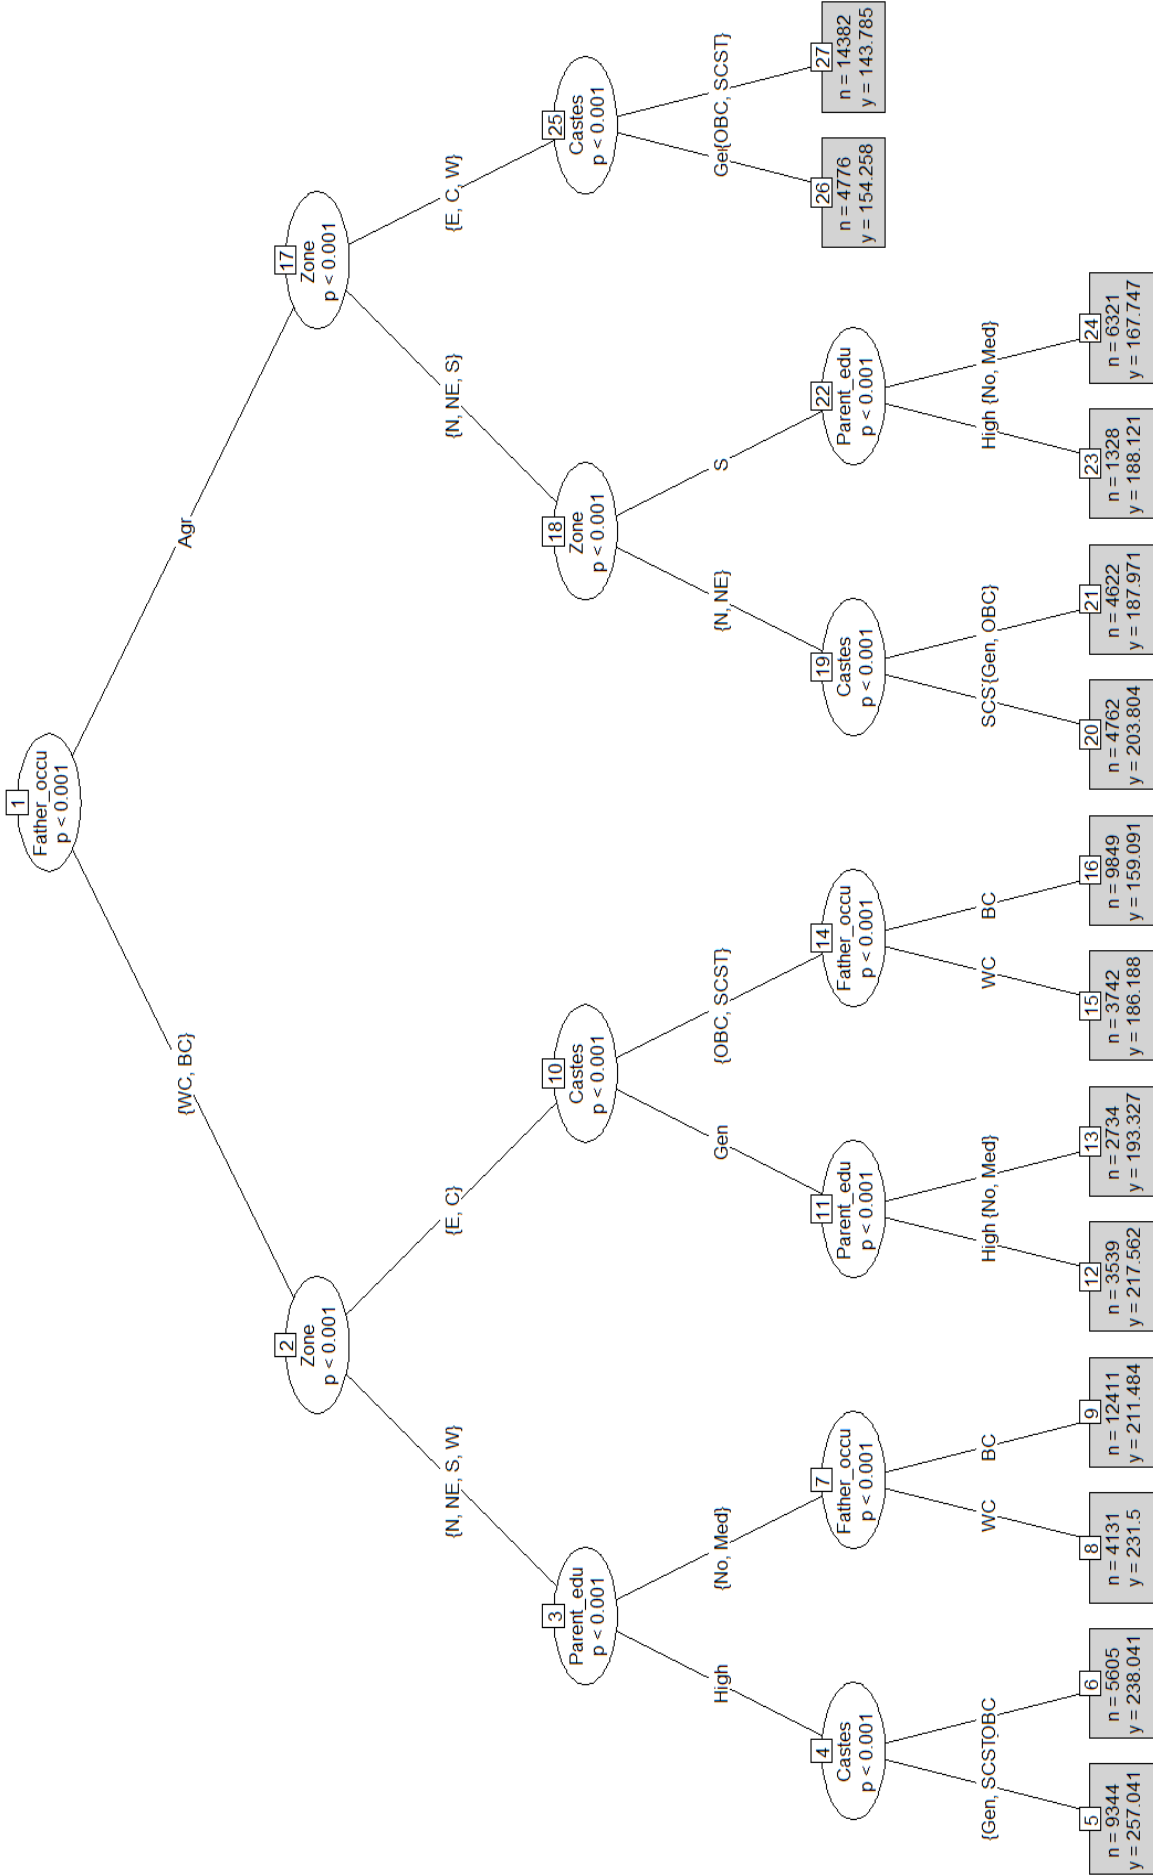 1
Father_occu
p < 0.001
{WC, BC}
Agr
2
Zone
p < 0.001
17
Zone
p < 0.001
{N, NE, S, W}
{E, C}
{N, NE, S}
{E, C, W}
3
Parent_edu
p < 0.001
10
Castes
p < 0.001
18
Zone
p < 0.001
25
Castes
p < 0.001
High
{No, Med}
Gen
{OBC, SCST}
{N, NE}
S
{OBC, SCST}
4
Castes
p < 0.001
7
Father_occu
p < 0.001
11
Parent_edu
p < 0.001
14
Father_occu
p < 0.001
19
Castes
p < 0.001
22
Parent_edu
p < 0.001
26
n = 4776
y = 154.258
27
n = 14382
y = 143.785
{Gen, SCST}
OBC
WC
BC
High
{No, Med}
WC
BC
{Gen, OBC}
High
{No, Med}
5
n = 9344
y = 257.041
6
n = 5605
y = 238.041
8
n = 4131
y = 231.5
9
n = 12411
y = 211.484
12
n = 3539
y = 217.562
13
n = 2734
y = 193.327
15
n = 3742
y = 186.188
16
n = 9849
y = 159.091
20
n = 4762
y = 203.804
21
n = 4622
y = 187.971
23
n = 1328
y = 188.121
24
n = 6321
y = 167.747